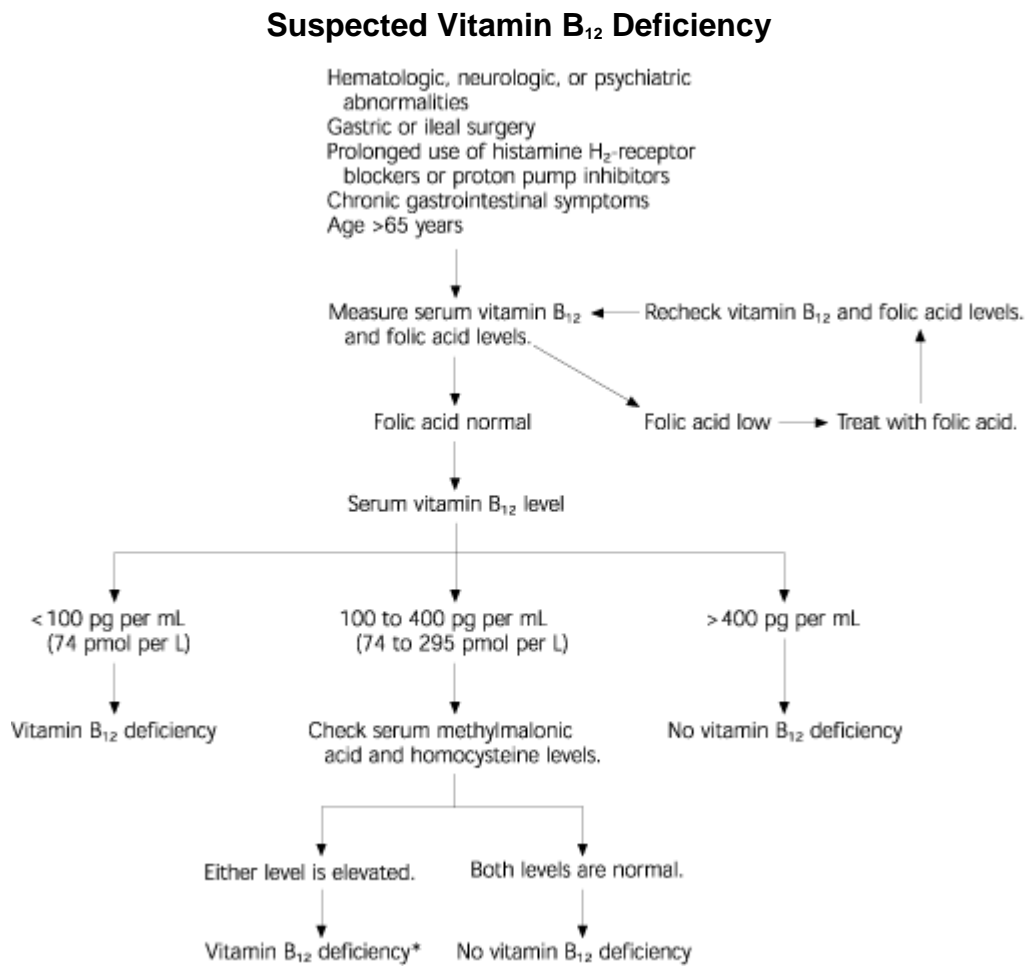 Suspected Vitamin B₁₂ Deficiency
Hematologic, neurologic, or psychiatric
abnormalities
Gastric or ileal surgery
Prolonged use of histamine H₂-receptor
blockers or proton pump inhibitors
Chronic gastrointestinal symptoms
Age >65 years
Measure serum vitamin B₁₂
and folic acid levels.
Recheck vitamin B₁₂ and folic acid levels.
Folic acid normal
Folic acid low
Treat with folic acid.
Serum vitamin B₁₂ level
<100 pg per mL
(74 pmol per L)
100 to 400 pg per mL
(74 to 295 pmol per L)
>400 pg per mL
Vitamin B₁₂ deficiency
Check serum methylmalonic
acid and homocysteine levels.
No vitamin B₁₂ deficiency
Either level is elevated.
Both levels are normal.
Vitamin B₁₂ deficiency*
No vitamin B₁₂ deficiency